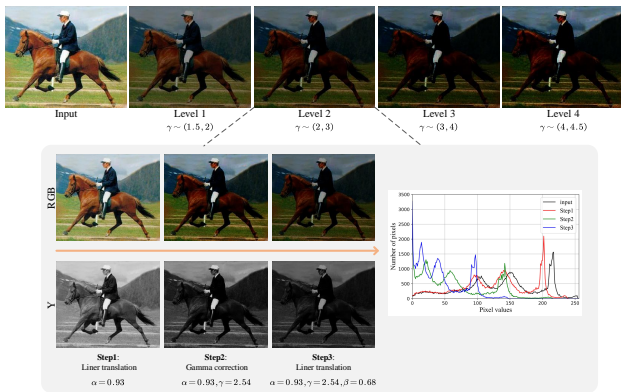 Input
Level 1
Level 2
Level 3
Level 4
γ ∼ (1.5, 2)
γ ∼ (2, 3)
γ ∼ (3, 4)
γ ∼ (4, 4.5)
RGB
Y
Step1:
Liner translation
α = 0.93
Step2:
Gamma correction
α = 0.93, γ = 2.54
Step3:
Liner translation
α = 0.93, γ = 2.54, β = 0.68
Number of pixels
3500
3000
2500
2000
1500
1000
500
0
0
50
100
150
200
250
Pixel values
input
Step1
Step2
Step3